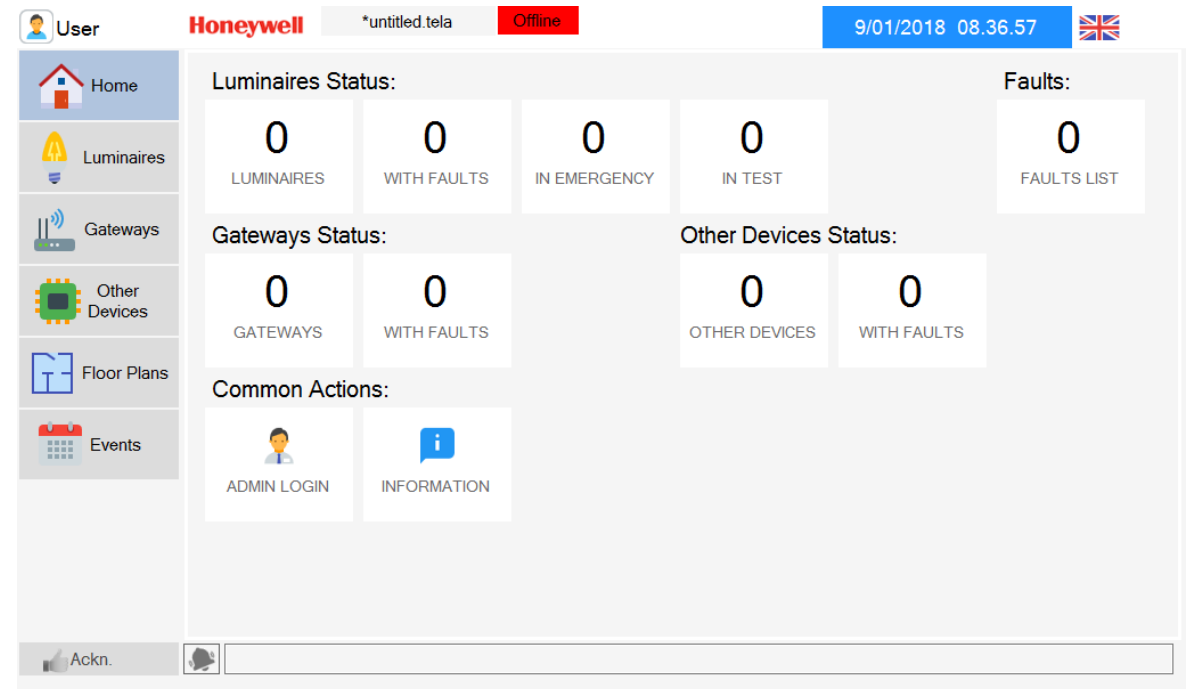 User
Honeywell
*untitled.tela
Offline
9/01/2018 08.36.57
Home
Luminaires
Gateways
Other
Devices
Floor Plans
Events
Luminaires Status:
0
LUMINAIRES
0
WITH FAULTS
0
IN EMERGENCY
0
IN TEST
Faults:
0
FAULTS LIST
Gateways Status:
0
GATEWAYS
0
WITH FAULTS
Other Devices Status:
0
OTHER DEVICES
0
WITH FAULTS
Common Actions:
ADMIN LOGIN
i
INFORMATION
Ackn.